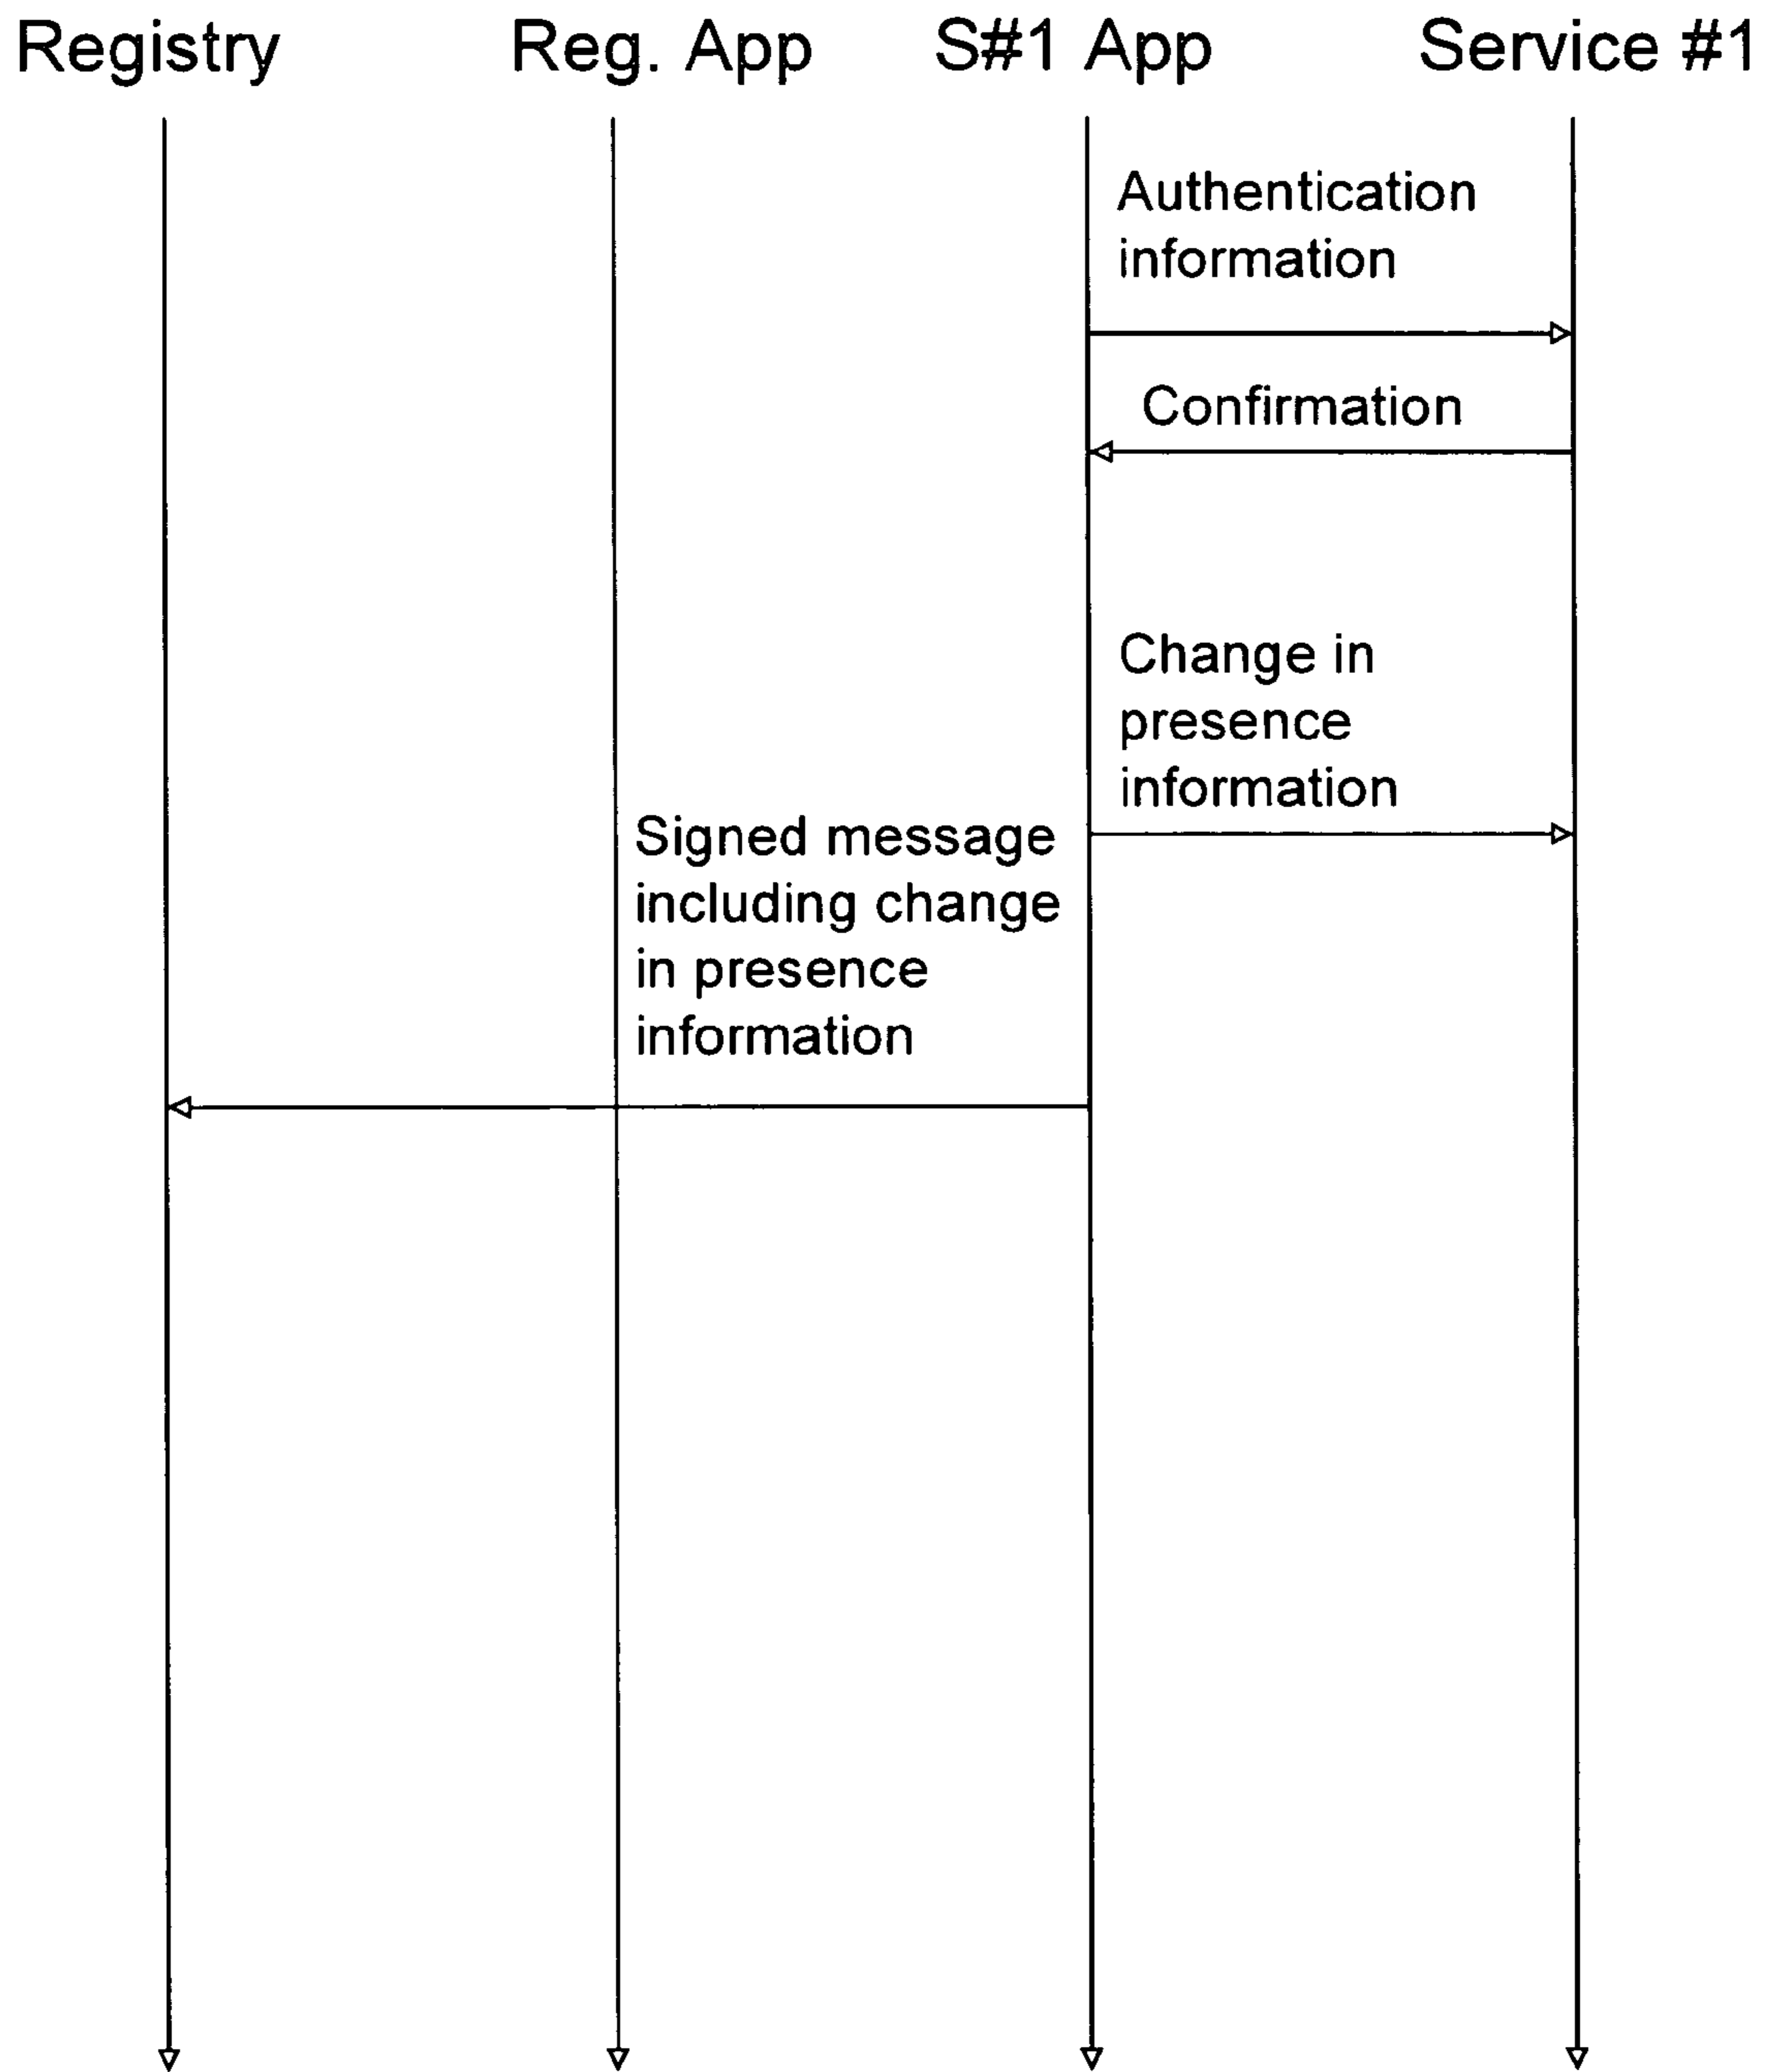 Registry
Reg. App
S#1 App
Service #1
Authentication
information
Confirmation
Change in
presence
information
Signed message
including change
in presence
information